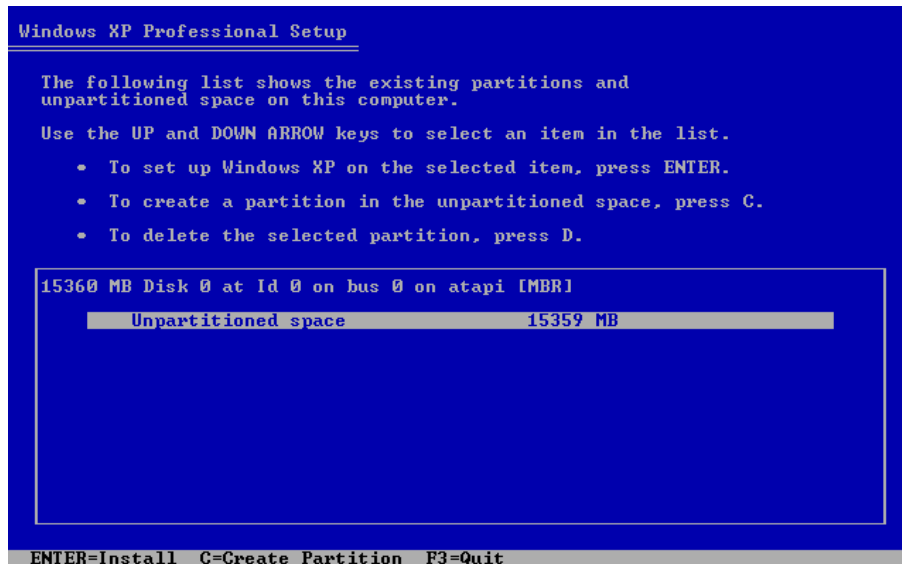 Windows XP Professional Setup
The following list shows the existing partitions and
unpartitioned space on this computer.
Use the UP and DOWN ARROW keys to select an item in the list.
• To set up Windows XP on the selected item, press ENTER.
• To create a partition in the unpartitioned space, press C.
• To delete the selected partition, press D.
15360 MB Disk 0 at Id 0 on bus 0 on atapi [MBR]
Unpartitioned space 15359 MB
ENTER=Install C=Create Partition F3=Quit